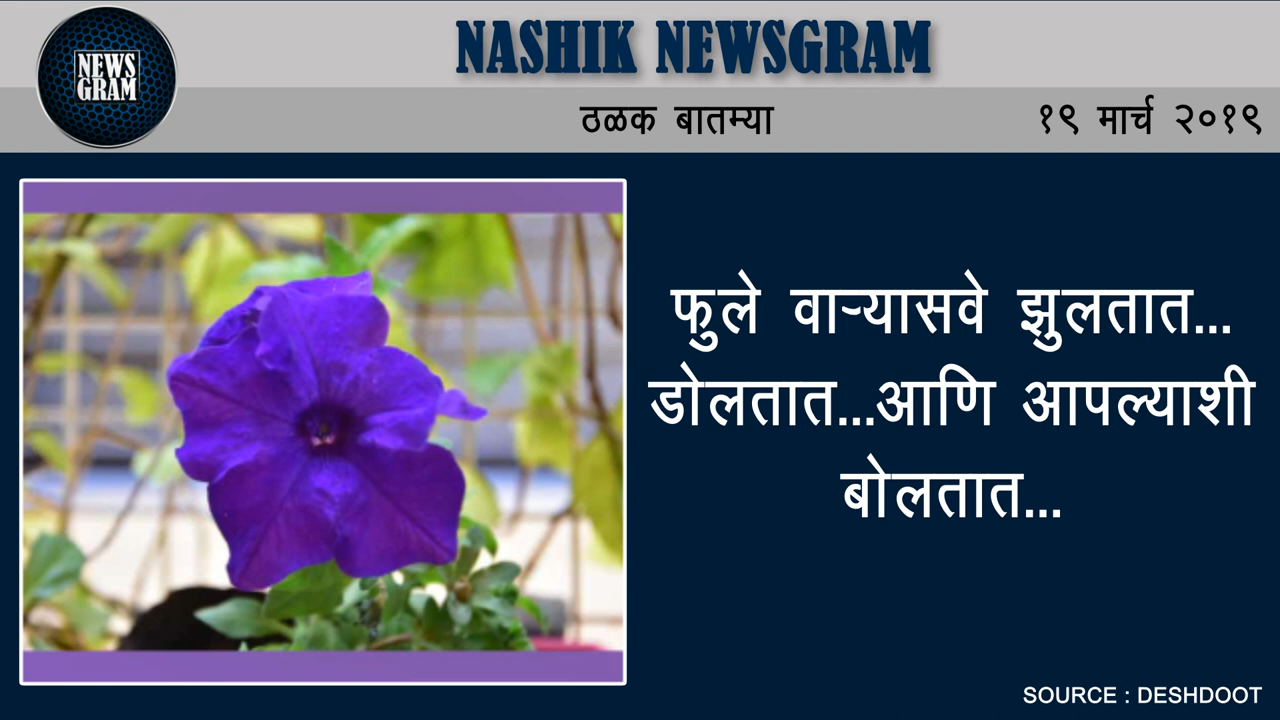 NEWS
GRAM
NASHIK NEWSGRAM
ठळक बातम्या
१९ मार्च २०१९
फुले वाऱ्यासवे झुलतात...
डोलतात...आणि आपल्याशी
बोलतात...
SOURCE : DESHDOOT